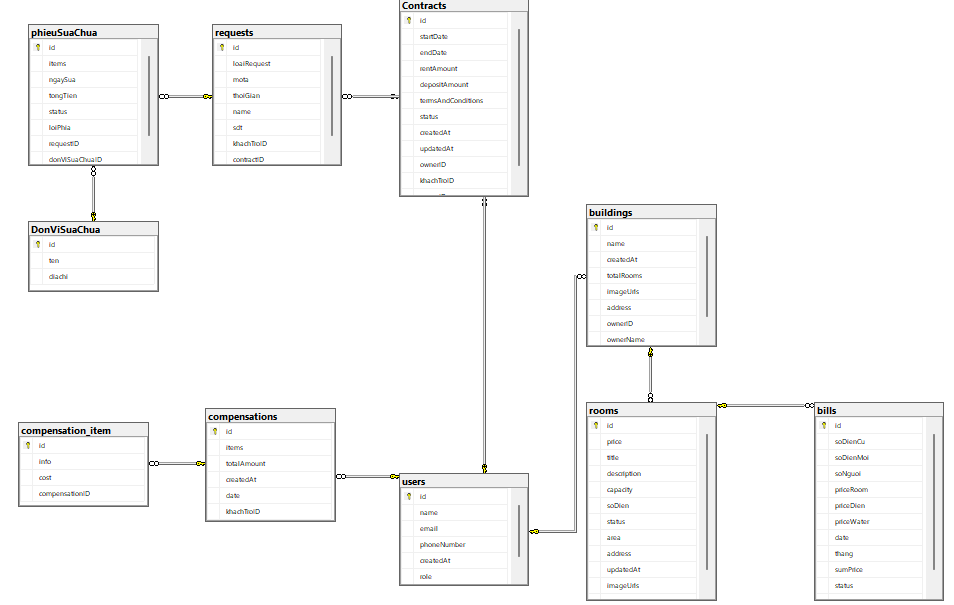 phieuSuaChua
id
items
ngaySua
tongTien
status
loiPhia
requestID
donViSuaChuaID
requests
id
loaiRequest
mota
thoiGian
name
sdt
khachTroID
contractID
Contracts
id
startDate
endDate
rentAmount
depositAmount
termsAndConditions
status
createdAt
updatedAt
ownerID
khachTroID
DonViSuaChua
id
ten
diachi
buildings
id
name
createdAt
totalRooms
imageUrls
address
ownerID
ownerName
compensation_item
id
info
cost
compensationID
compensations
id
items
totalAmount
createdAt
date
khachTroID
users
id
name
email
phoneNumber
createdAt
role
rooms
id
price
title
description
capacity
soDien
status
area
address
updatedAt
imageUrls
bills
id
soDienCu
soDienMoi
soNguoi
priceRoom
priceDien
priceWater
date
thang
sumPrice
status